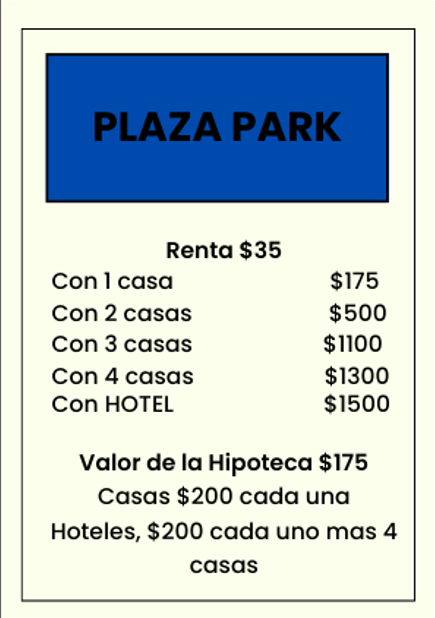 PLAZA PARK
Renta $35
Con 1 casa $175
Con 2 casas $500
Con 3 casas $1100
Con 4 casas $1300
Con HOTEL $1500
Valor de la Hipoteca $175
Casas $200 cada una
Hoteles, $200 cada uno mas 4
casas